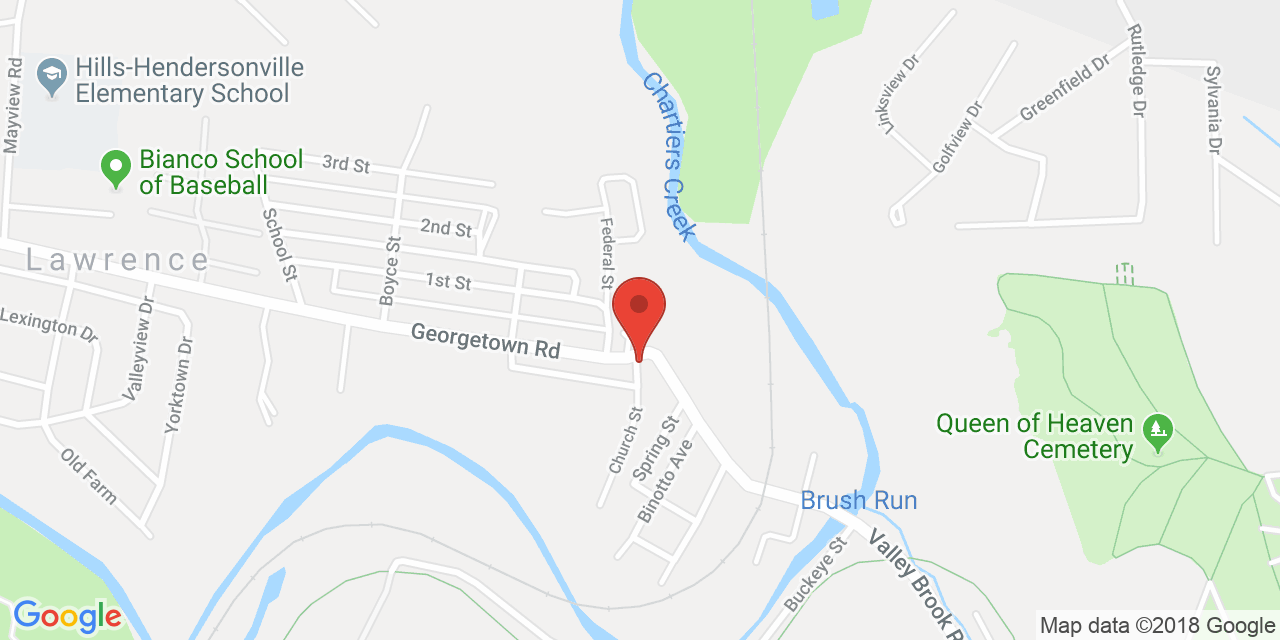 Mayview Rd
Hills-Hendersonville
Elementary School
Bianco School
of Baseball
3rd St
2nd St
1st St
School St
Boyce St
Federal St
Lawrence
Georgetown Rd
Lexington Dr
Valleyview Dr
Yorktown Dr
Old Farm
Church St
Spring St
Binotto Ave
Chartiers Creek
Linksview Dr
Golfview Dr
Greenfield Dr
Rutledge Dr
Sylvania Dr
Queen of Heaven
Cemetery
Brush Run
Buckeye St
Valley Brook R
Google
Map data ©2018 Google